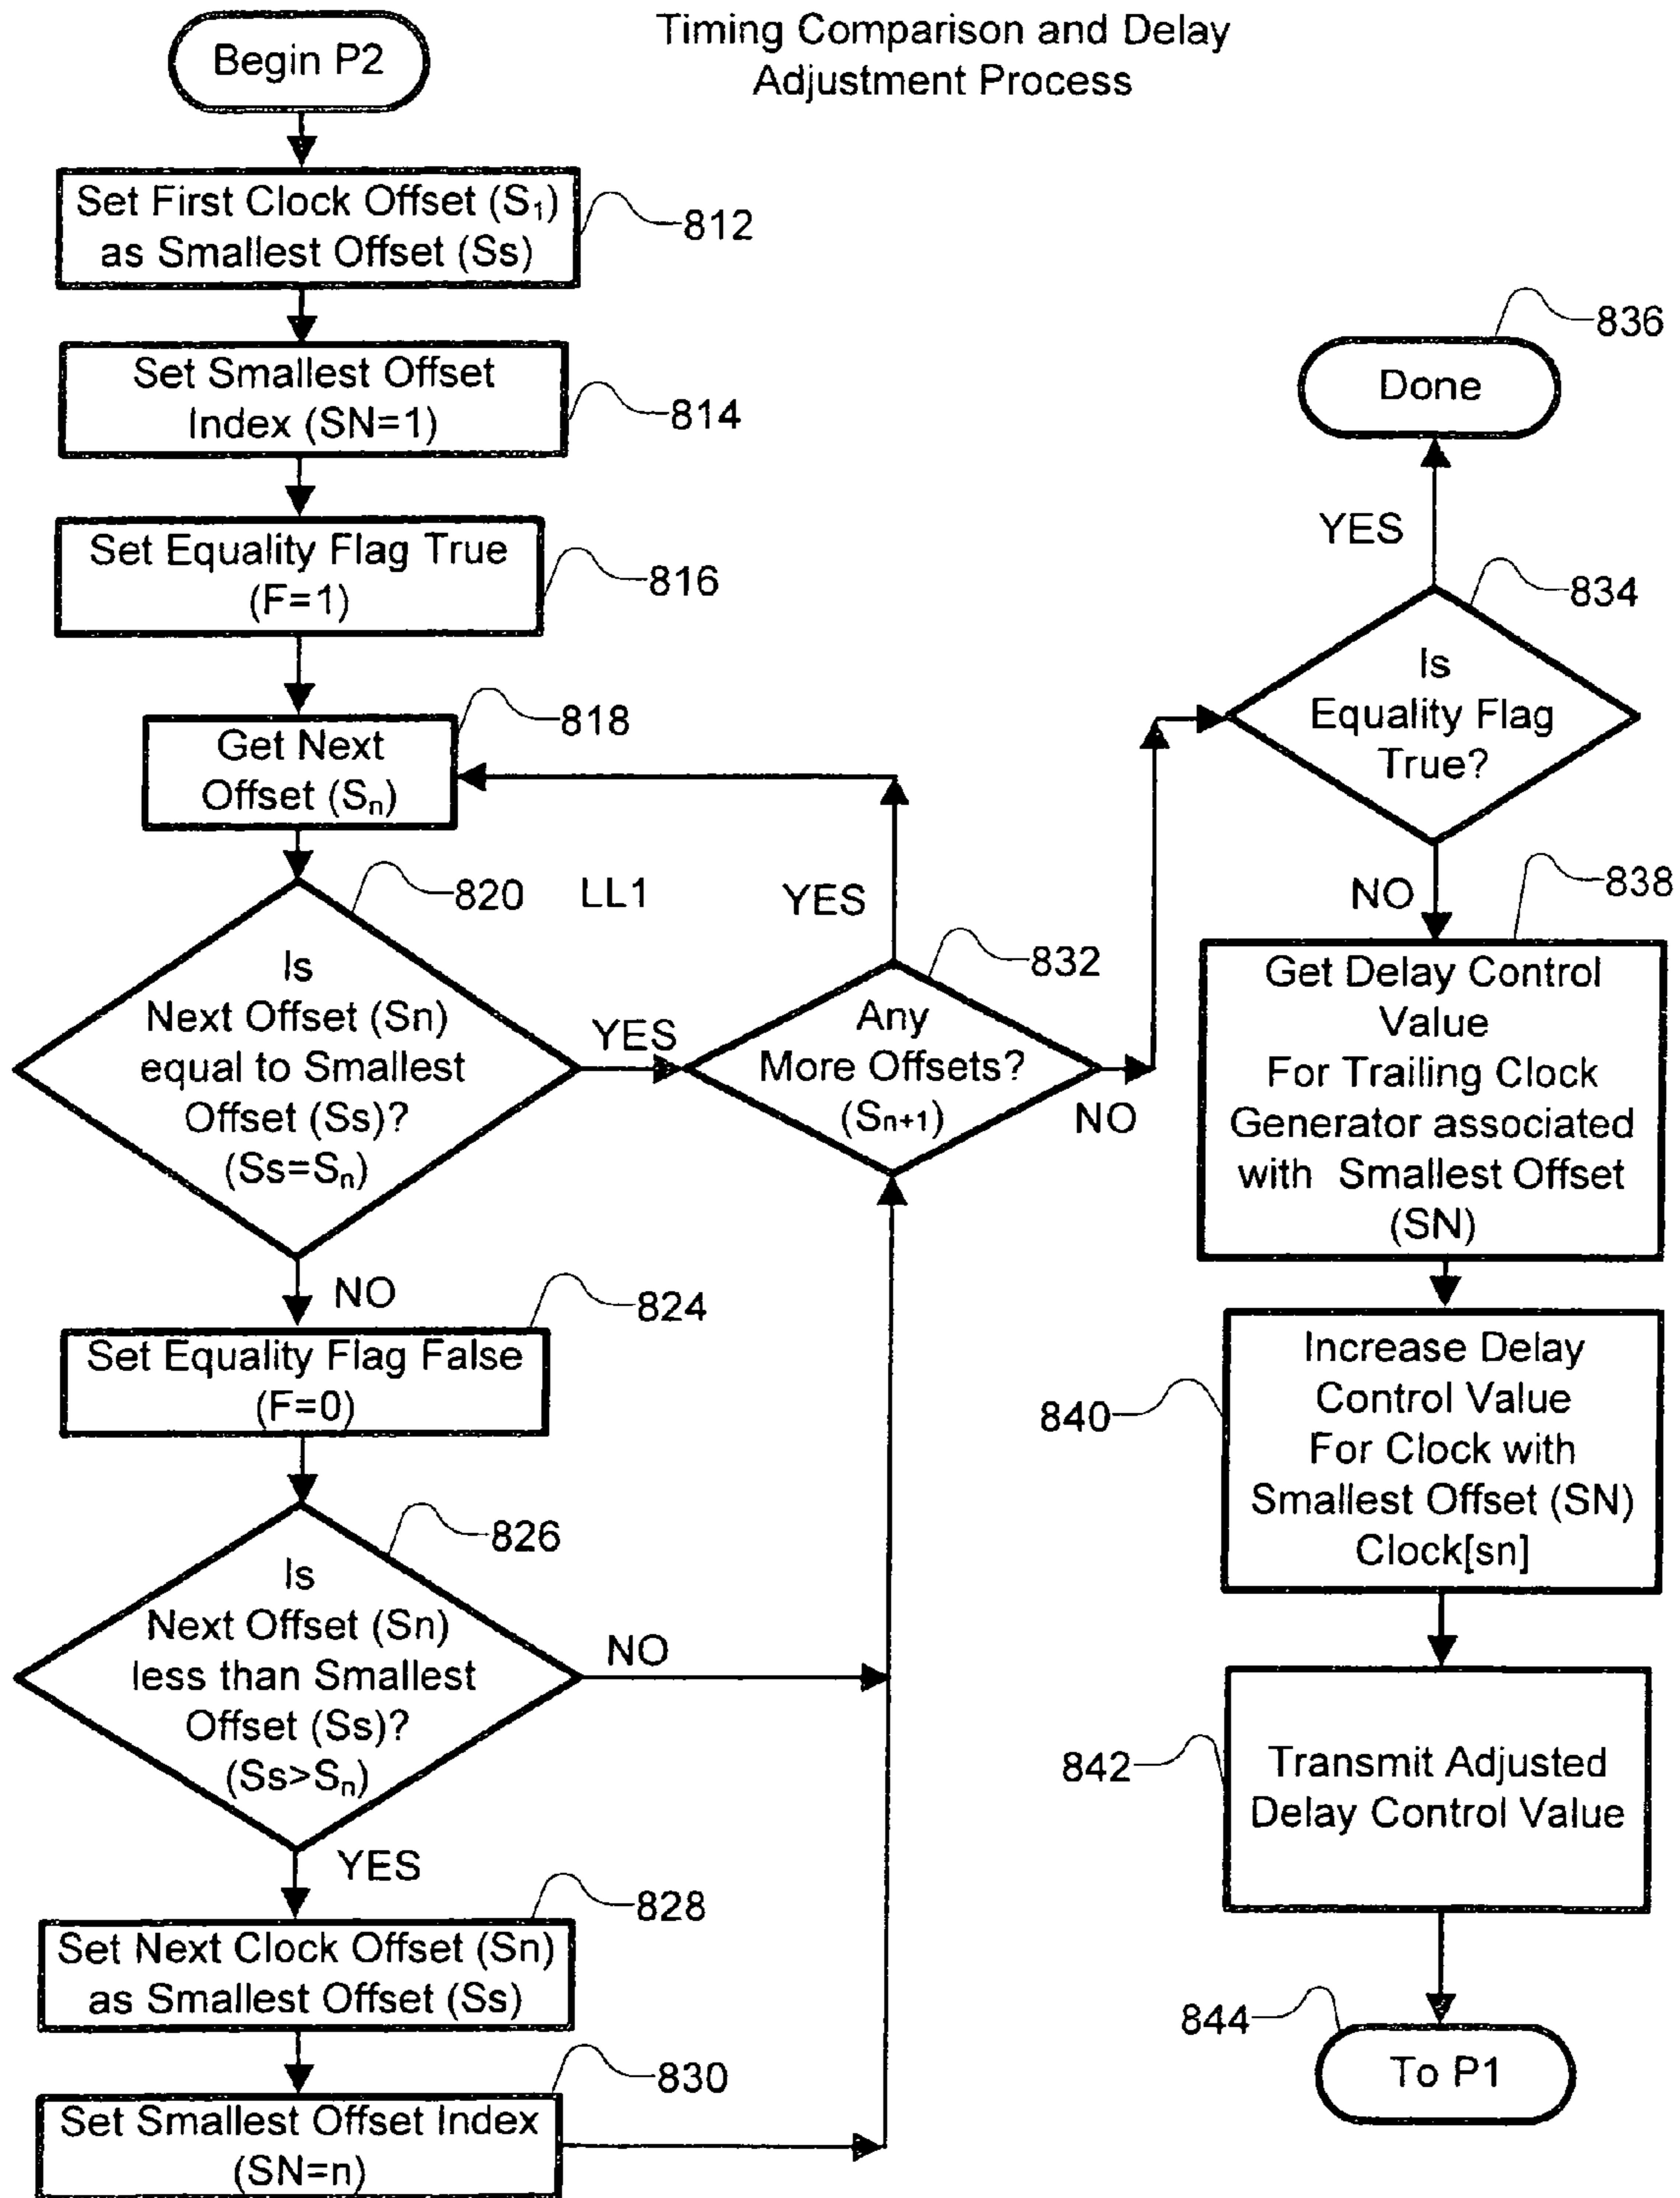 Timing Comparison and Delay
Adjustment Process
Begin P2
Set First Clock Offset (S₁)
as Smallest Offset (Ss)
812
Set Smallest Offset
Index (SN=1)
814
Set Equality Flag True
(F=1)
816
Get Next
Offset (Sₙ)
818
Is
Next Offset (Sn)
equal to Smallest
Offset (Ss)?
(Ss=Sₙ)
820
LL1
YES
NO
Set Equality Flag False
(F=0)
824
Is
Next Offset (Sn)
less than Smallest
Offset (Ss)?
(Ss>Sₙ)
826
NO
YES
Set Next Clock Offset (Sn)
as Smallest Offset (Ss)
828
Set Smallest Offset Index
(SN=n)
830
Any
More Offsets?
(Sₙ₊₁)
832
YES
NO
Is
Equality Flag
True?
834
YES
Done
836
NO
Get Delay Control
Value
For Trailing Clock
Generator associated
with Smallest Offset
(SN)
838
Increase Delay
Control Value
For Clock with
Smallest Offset (SN)
Clock[sn]
840
Transmit Adjusted
Delay Control Value
842
To P1
844